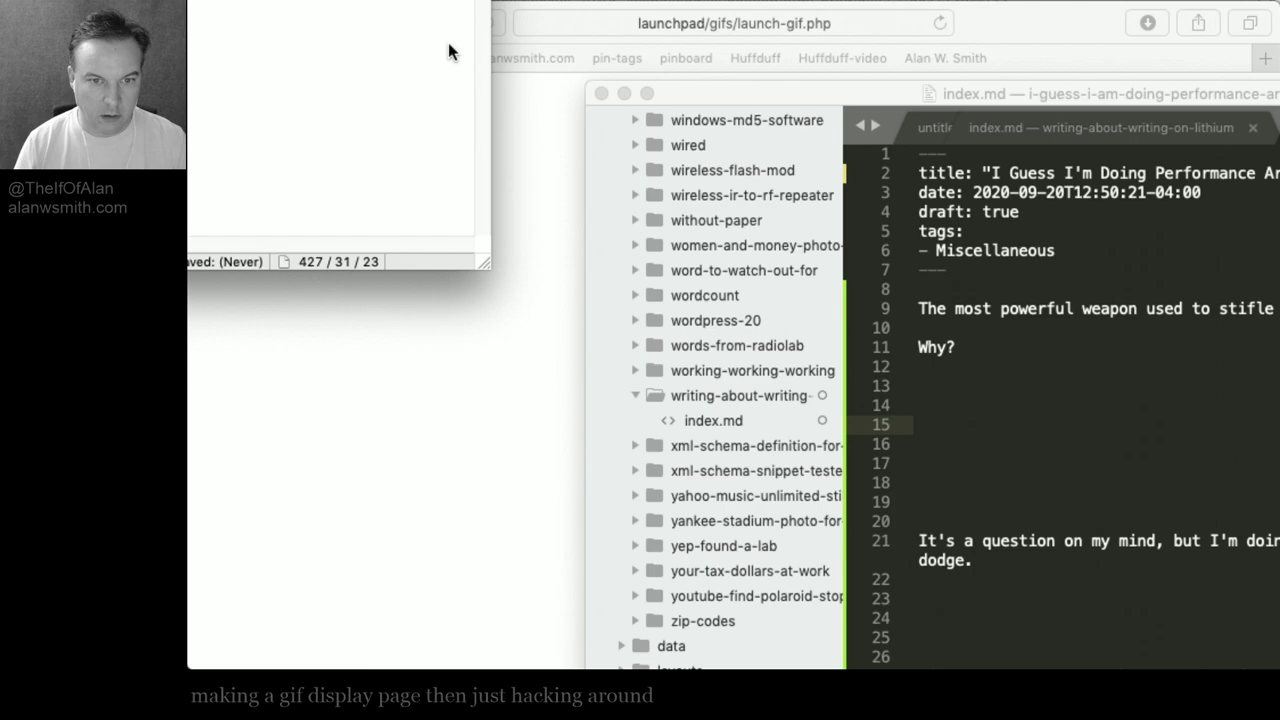 launchpad/gifs/launch-gif.php
anwsmith.com pin-tags pinboard Huffduff Huffduff-video Alan W. Smith
index.md — i-guess-i-am-doing-performance-ar
@TheIfOfAlan
alanwsmith.com
aved: (Never) 427 / 31 / 23
windows-md5-software
wired
wireless-flash-mod
wireless-ir-to-rf-repeater
without-paper
women-and-money-photo-
word-to-watch-out-for
wordcount
wordpress-20
words-from-radiolab
working-working-working
writing-about-writing-
index.md
xml-schema-definition-for-
xml-schema-snippet-teste
yahoo-music-unlimited-sti
yankee-stadium-photo-for-
yep-found-a-lab
your-tax-dollars-at-work
youtube-find-polaroid-stop
zip-codes
data
layouts
untitle index.md — writing-about-writing-on-lithium
1 ---
2 title: "I Guess I'm Doing Performance Ar
3 date: 2020-09-20T12:50:21-04:00
4 draft: true
5 tags:
6 - Miscellaneous
7 ---
8
9 The most powerful weapon used to stifle
10
11 Why?
12
13
14
15
16
17
18
19
20
21 It's a question on my mind, but I'm doin
dodge.
22
23
24
25
26
making a gif display page then just hacking around